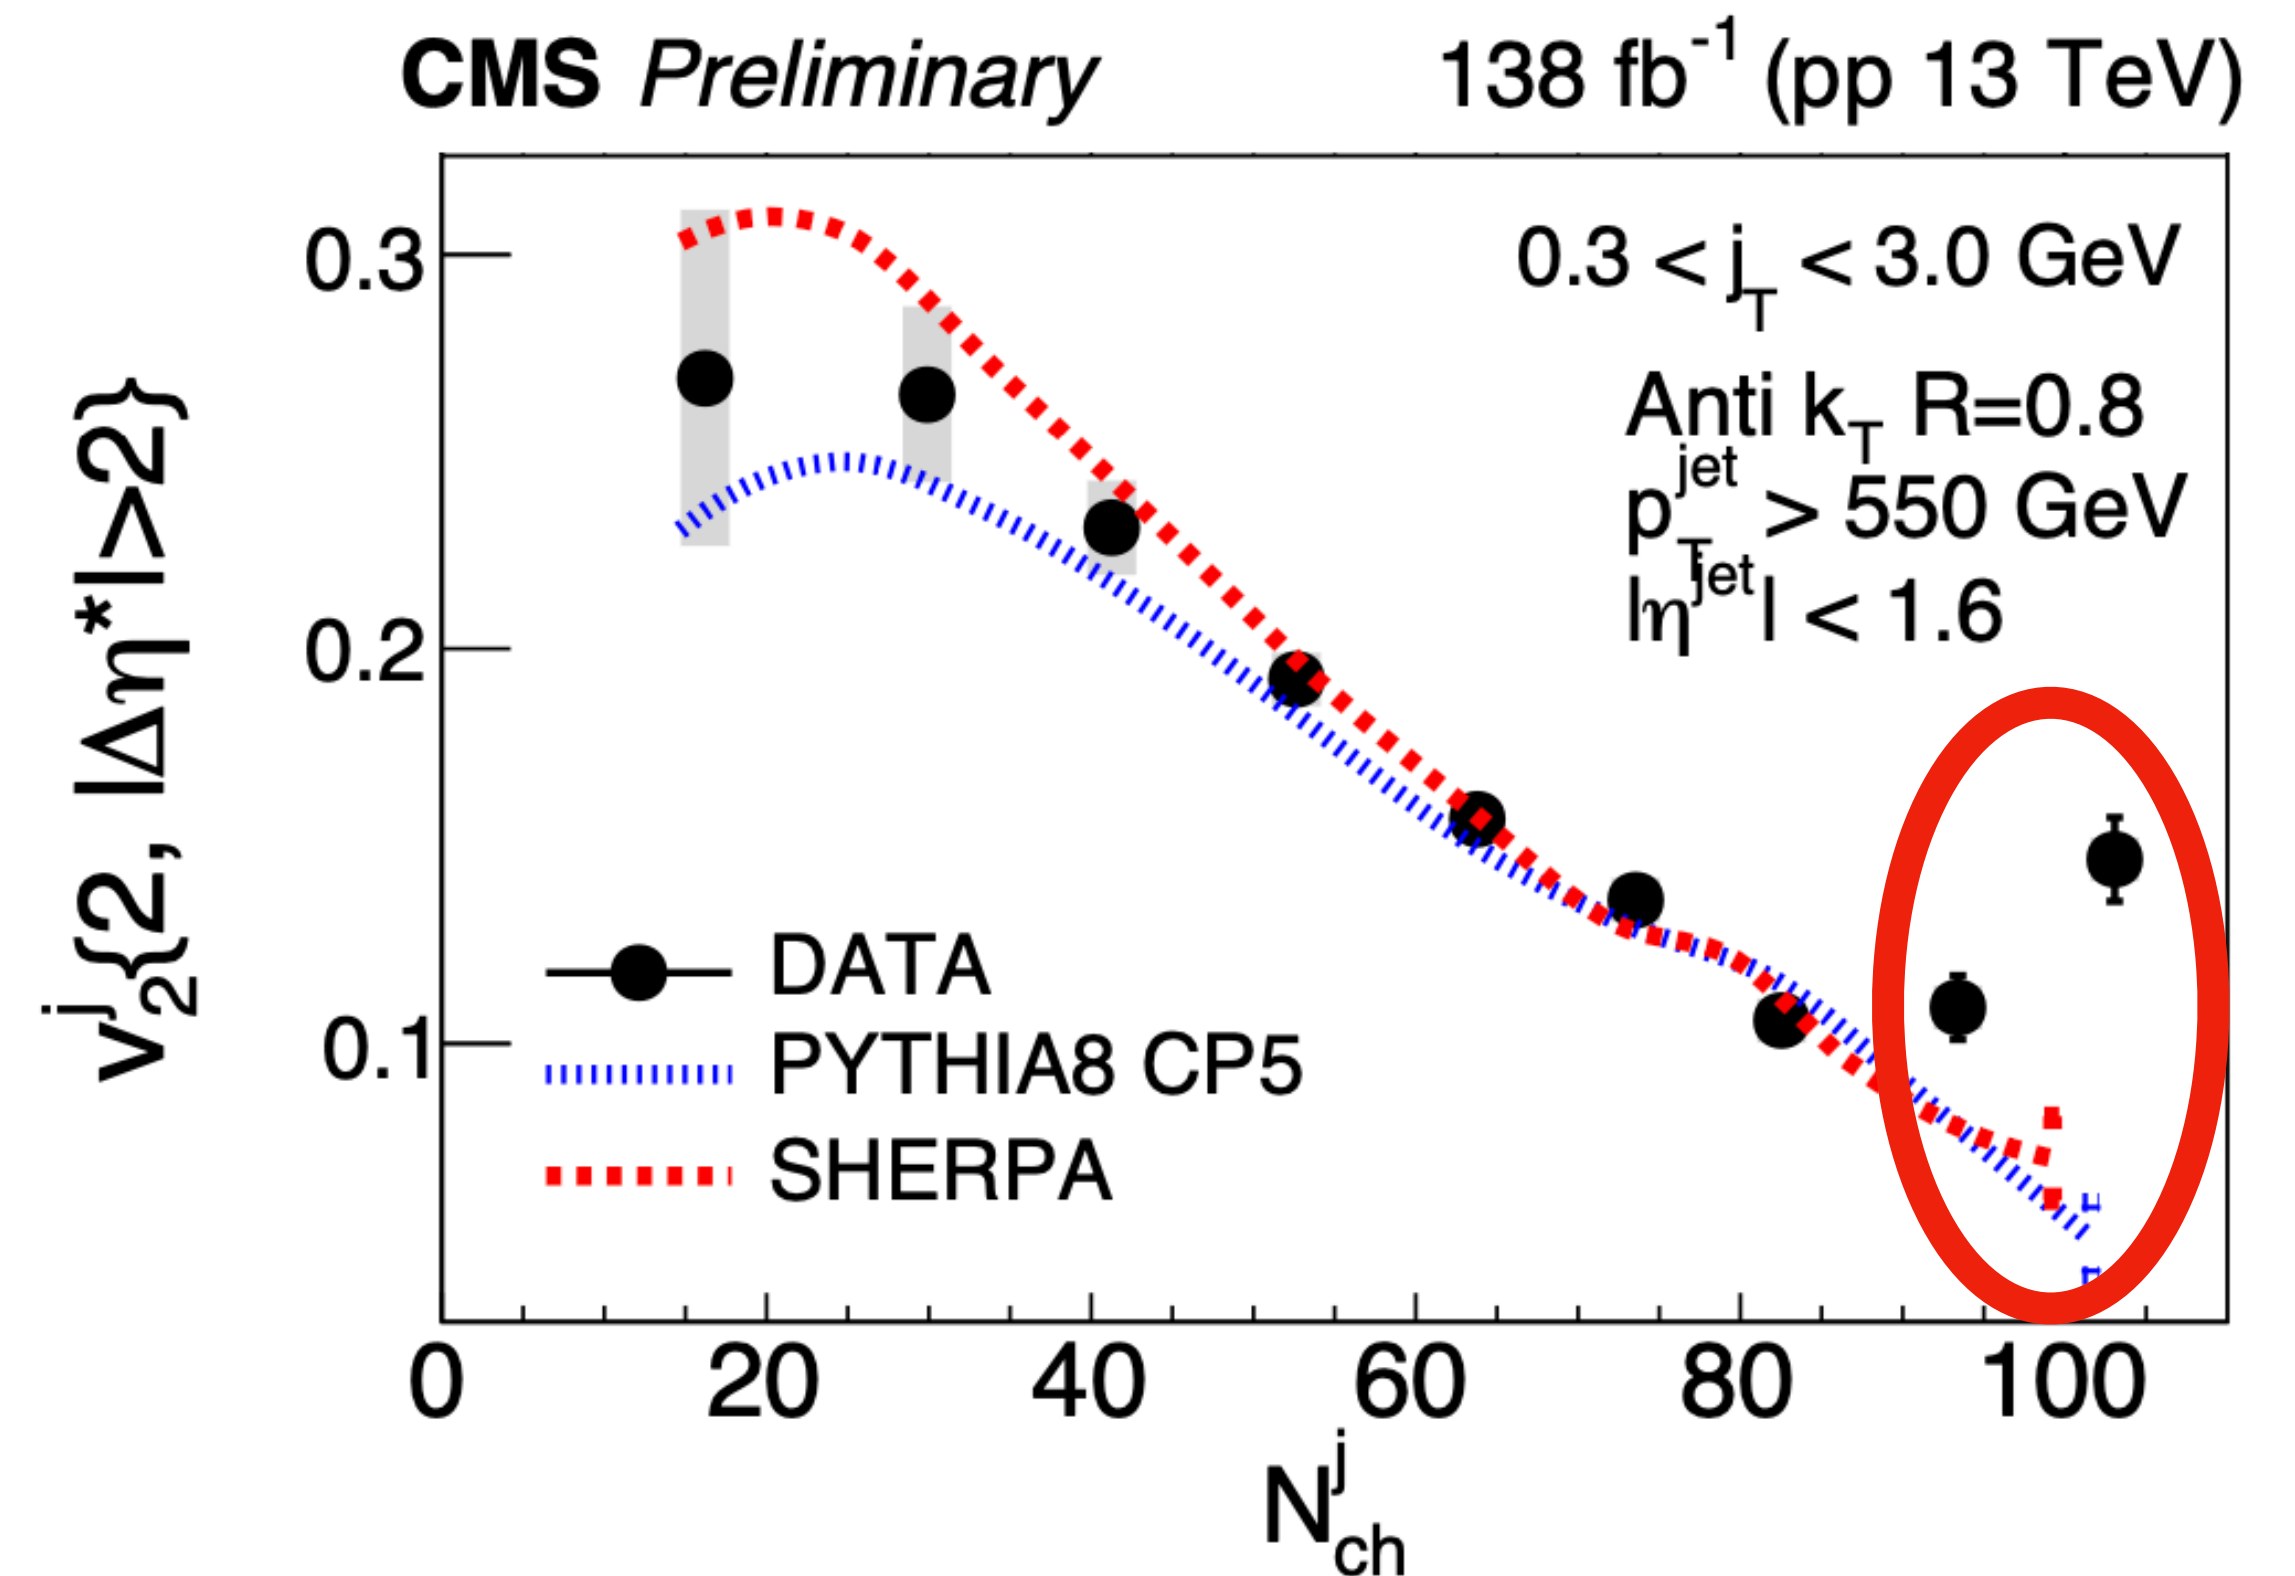 CMS Preliminary 138 fb⁻¹ (pp 13 TeV)
v₂ʲ{2, |Δη*|>2}
0.3
0.2
0.1
0.3 < j_T < 3.0 GeV
Anti k_T R=0.8
p_T^jet > 550 GeV
|η^jet| < 1.6
DATA
PYTHIA8 CP5
SHERPA
0 20 40 60 80 100
N_ch^j